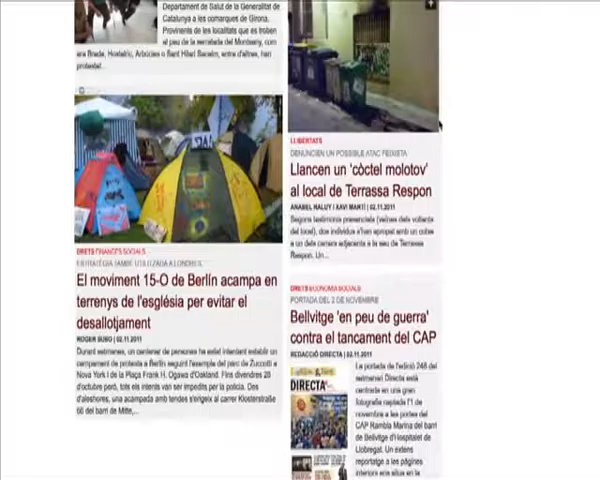 Departament de Salut de la Generalitat de
Catalunya a les comarques de Girona.
Provinents de les localitats que es troben
al peu de la serralada del Montseny, com
ara Breda, Hostalric, Arbúcies o Sant Hilari Sacalm, entre d'altres, han
protestat
DRETS FINANCES SOCIALS
ESTRATÈGIA TAMBÉ UTILITZADA A LONDRES
El moviment 15-O de Berlín acampa en
terrenys de l'església per evitar el
desallotjament
ROGER SUSO | 02.11.2011
Durant setmanes, un centenar de persones ha estat intentant establir un
campament de protesta a Berlín seguint l'exemple del parc de Zuccotti a
Nova York i de la Plaça Frank H. Ogawa d'Oakland. Fins divendres 28
d'octubre però, tots els intents van ser impedits per la policia. Des
d'aleshores, una acampada amb tendes s'erigeix al carrer Klosterstraße
66 del barri de Mitte,...
LLIBERTATS
DENUNCIEN UN POSSIBLE ATAC FEIXISTA
Llancen un 'còctel molotov'
al local de Terrassa Respon
ANABEL NALUY I XAVI MARTÍ | 02.11.2011
Segons testimonis presencials (veïnes dels voltants
del local), dos individus s'han apropat amb un cotxe
a un dels carrers adjacents a la seu de Terrassa
Respon. Un...
DRETS ECONOMIA SOCIALS
PORTADA DEL 2 DE NOVEMBRE
Bellvitge 'en peu de guerra'
contra el tancament del CAP
REDACCIÓ DIRECTA | 02.11.2011
DIRECTA
La portada de l'edició 248 del
setmanari Directa està
centrada en una gran
fotografia captada l'1 de
novembre a les portes del
CAP Rambla Marina del barri
de Bellvitge d'Hospitalet de
Llobregat. Un extens
reportatge a les pàgines
interiors ens situa en la